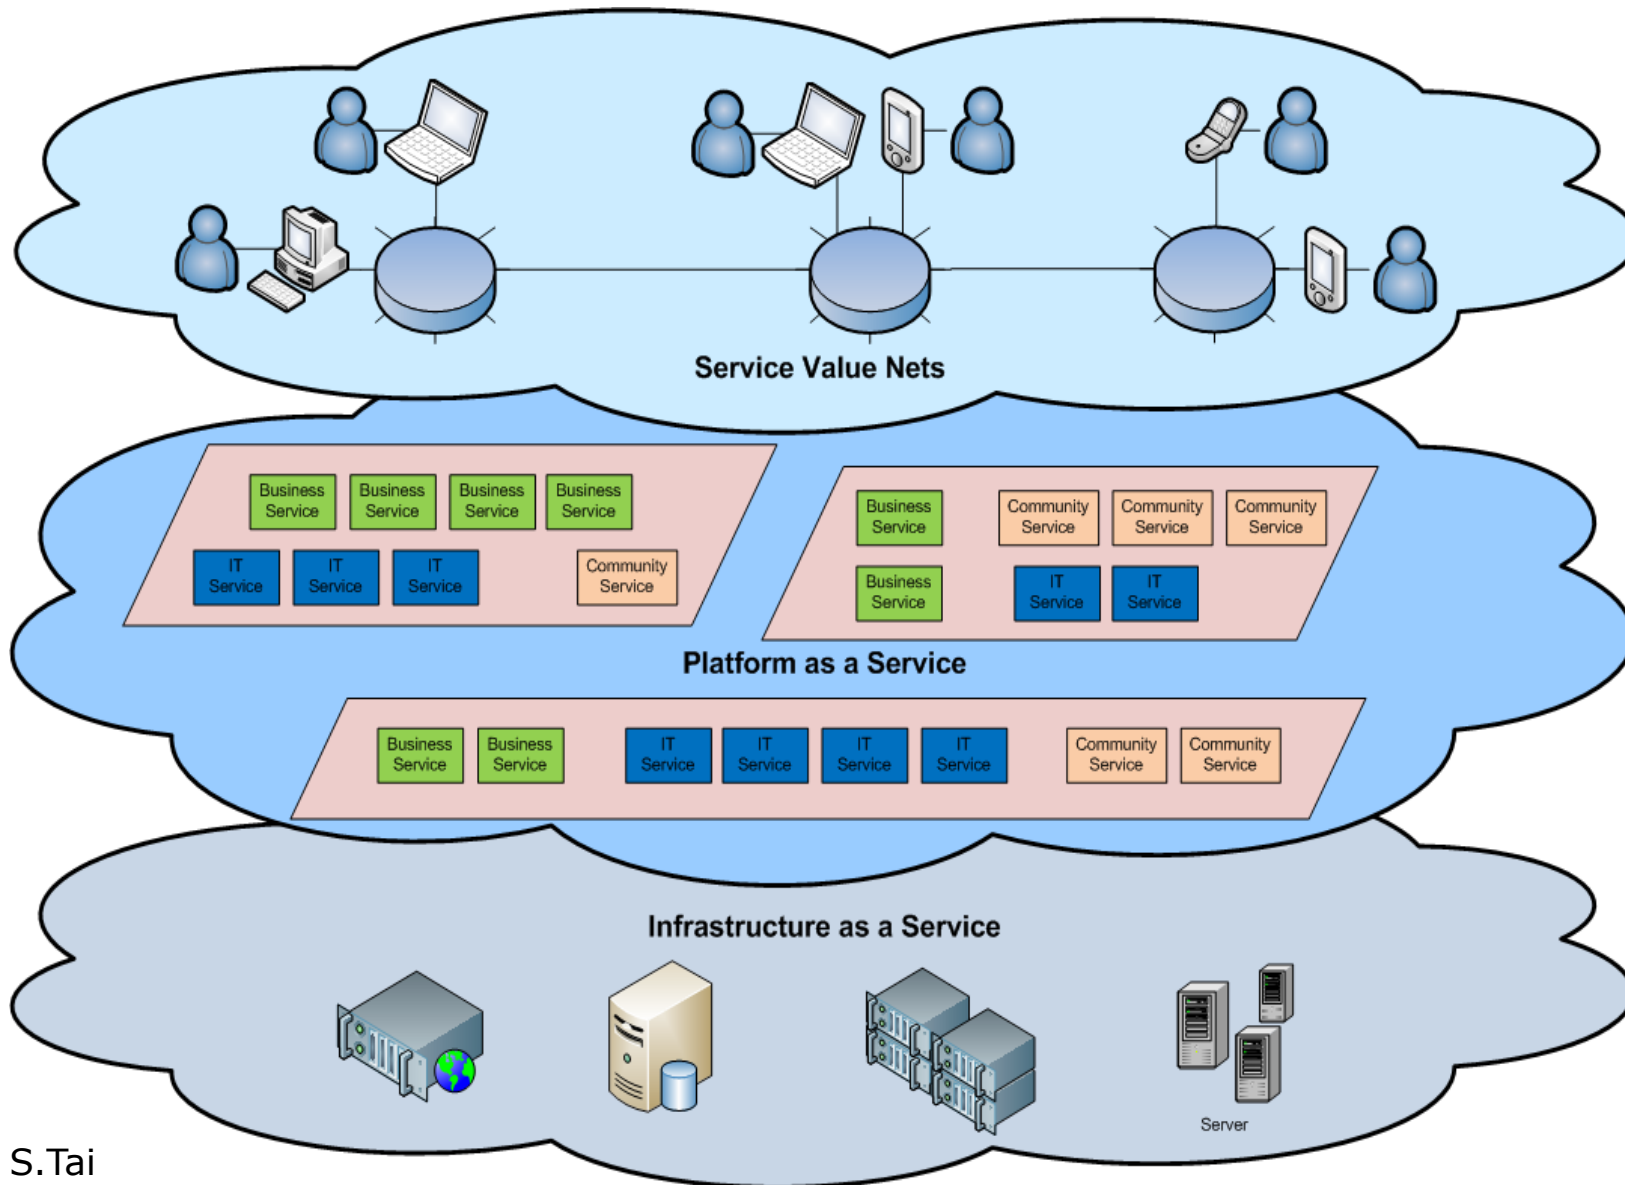 Service Value Nets
Business
Service
Business
Service
Business
Service
Business
Service
IT
Service
IT
Service
IT
Service
Community
Service
Business
Service
Community
Service
Community
Service
Community
Service
Business
Service
IT
Service
IT
Service
Platform as a Service
Business
Service
Business
Service
IT
Service
IT
Service
IT
Service
IT
Service
Community
Service
Community
Service
Infrastructure as a Service
Server
S.Tai